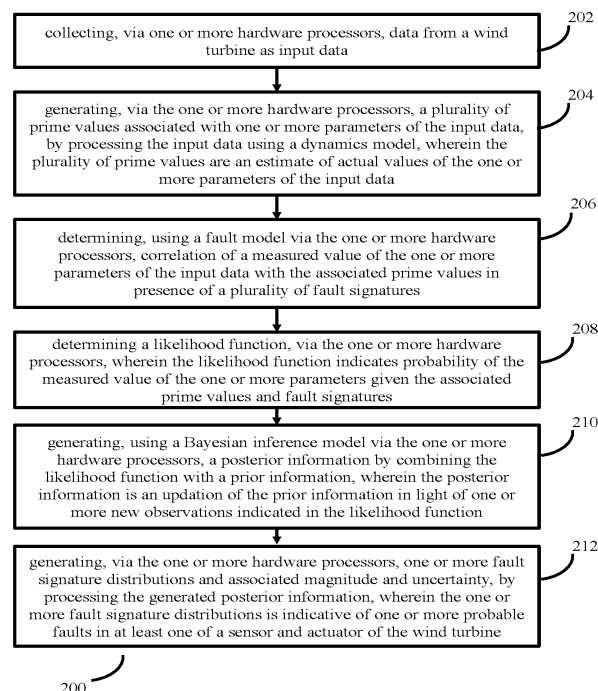 collecting, via one or more hardware processors, data from a wind
turbine as input data
202
generating, via the one or more hardware processors, a plurality of
prime values associated with one or more parameters of the input data,
by processing the input data using a dynamics model, wherein the
plurality of prime values are an estimate of actual values of the one or
more parameters of the input data
204
determining, using a fault model via the one or more hardware
processors, correlation of a measured value of the one or more
parameters of the input data with the associated prime values in
presence of a plurality of fault signatures
206
determining a likelihood function, via the one or more hardware
processors, wherein the likelihood function indicates probability of the
measured value of the one or more parameters given the associated
prime values and fault signatures
208
generating, using a Bayesian inference model via the one or more
hardware processors, a posterior information by combining the
likelihood function with a prior information, wherein the posterior
information is an updation of the prior information in light of one or
more new observations indicated in the likelihood function
210
generating, via the one or more hardware processors, one or more fault
signature distributions and associated magnitude and uncertainty, by
processing the generated posterior information, wherein the one or
more fault signature distributions is indicative of one or more probable
faults in at least one of a sensor and actuator of the wind turbine
212
200